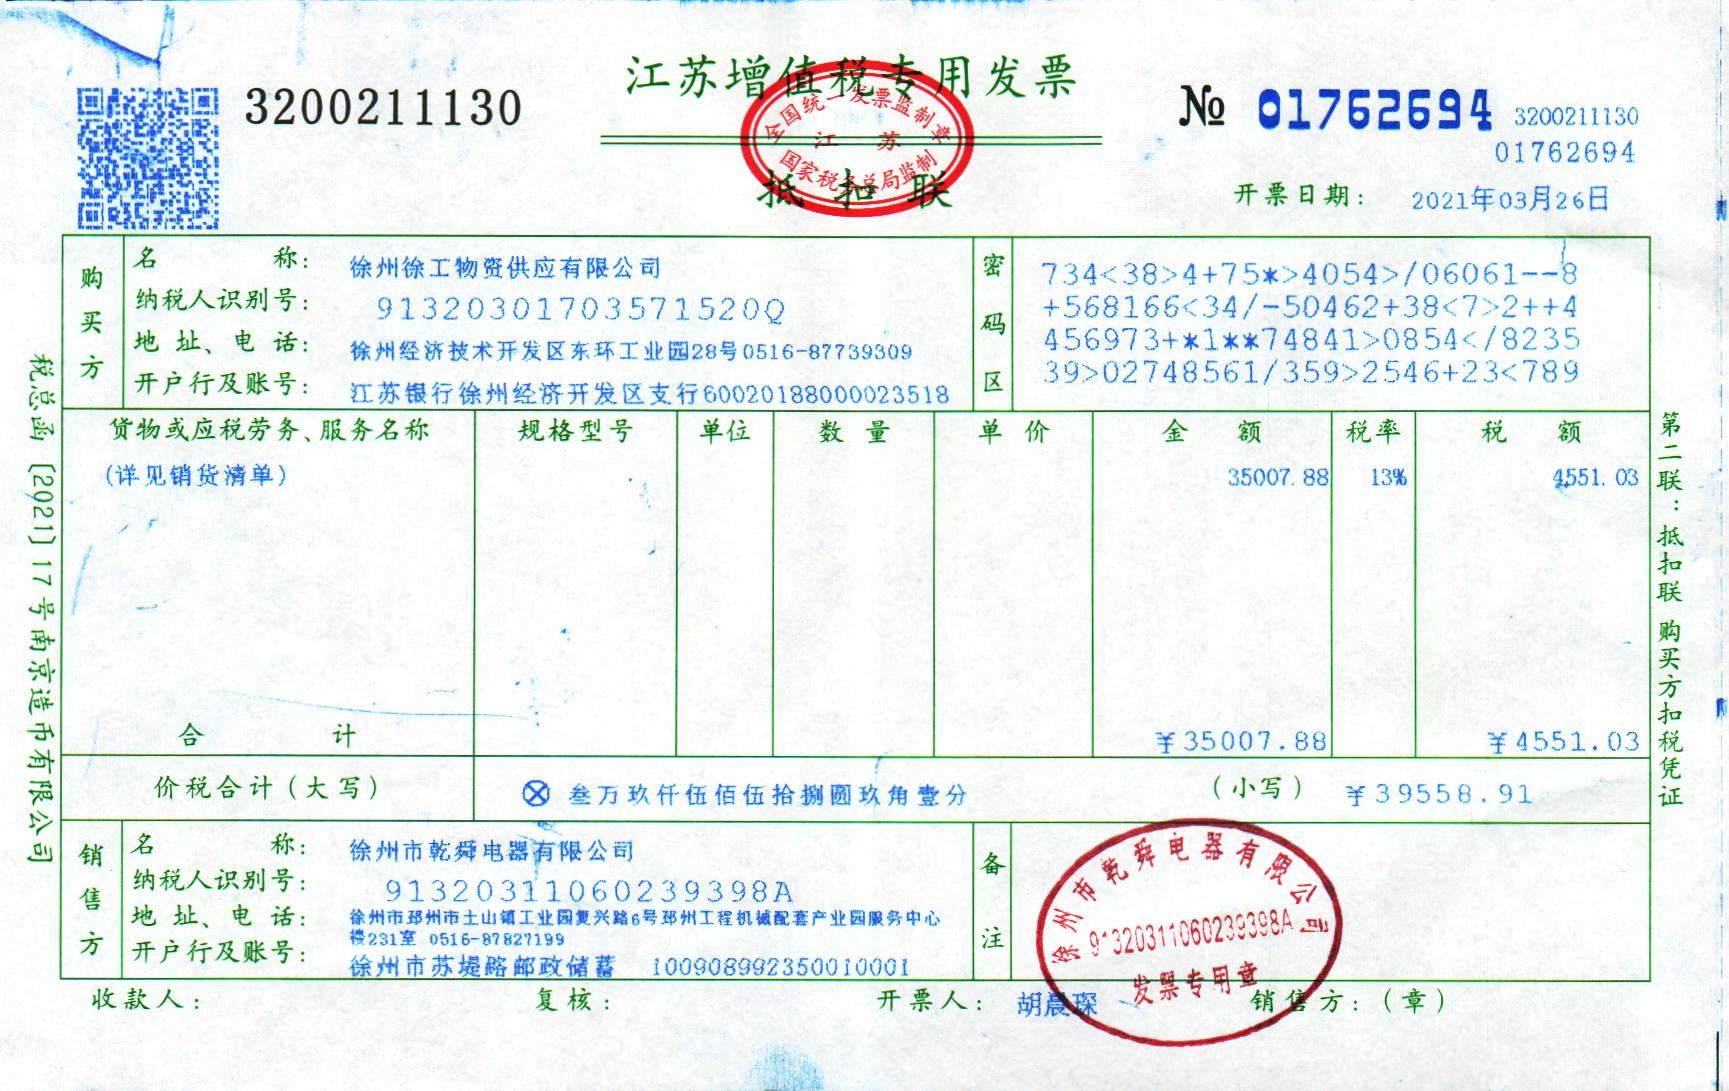 江苏增值税专用发票
3200211130
№ 01762694
3200211130
01762694
全国统一发票监制章
江 苏
国家税务总局监制
抵 扣 联
开票日期： 2021年03月26日
购买方
名 称： 徐州徐工物资供应有限公司
纳税人识别号： 91320301703571520Q
地 址、电 话： 徐州经济技术开发区东环工业园28号0516-87739309
开户行及账号： 江苏银行徐州经济开发区支行60020188000023518
密码区
734<38>4+75*>4054>/06061--8
+568166<34/-50462+38<7>2++4
456973+*1**74841>0854</8235
39>02748561/359>2546+23<789
货物或应税劳务、服务名称 规格型号 单位 数 量 单 价 金 额 税率 税 额
(详见销货清单) 35007.88 13% 4551.03
合 计 ￥35007.88 ￥4551.03
价税合计（大写） ⊗ 叁万玖仟伍佰伍拾捌圆玖角壹分 （小写） ￥39558.91
销售方
名 称： 徐州市乾舜电器有限公司
纳税人识别号： 91320311060239398A
地 址、电 话： 徐州市邳州市土山镇工业园复兴路6号邳州工程机械配套产业园服务中心
楼231室 0516-87827199
开户行及账号： 徐州市苏堤路邮政储蓄 100908992350010001
备注
徐州市乾舜电器有限公司
91320311060239398A
发票专用章
收款人： 复核： 开票人： 胡晨琛 销售方：（章）
税总函〔2021〕17号南京造币有限公司
第二联：抵扣联 购买方扣税凭证